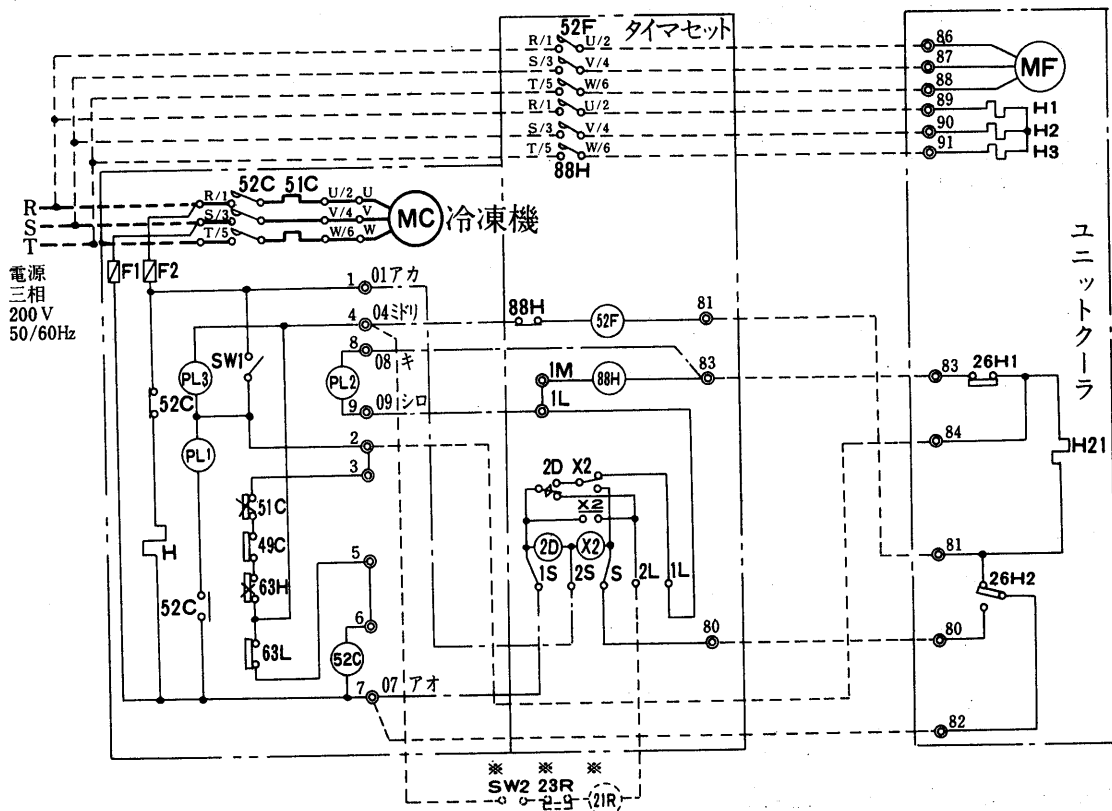 52F タイマセット
R/1 U/2 86
S/3 V/4 87 MF
T/5 W/6 88
R/1 U/2 89 H1
S/3 V/4 90 H2
T/5 W/6 91 H3
88H
52C 51C
R R/1 U/2 U
S S/3 V/4 V MC 冷凍機
T T/5 W/6 W
電源
三相
200V
50/60Hz
F1 F2
ユニットクーラ
1 01アカ
4 04ミドリ 88H 52F 81
8 08 キ
SW1 PL3 PL2 1M 88H 83 83 26H1
52C 9 09 シロ 1L
PL1 2 84 H21
3 2D X2
51C X2
49C 2D X2
H 5 1S 2S S 2L 1L 81
63H 26H2
52C 6 80 80
63L 52C
7 07 アオ 82
※ ※ ※
SW2 23R 21R